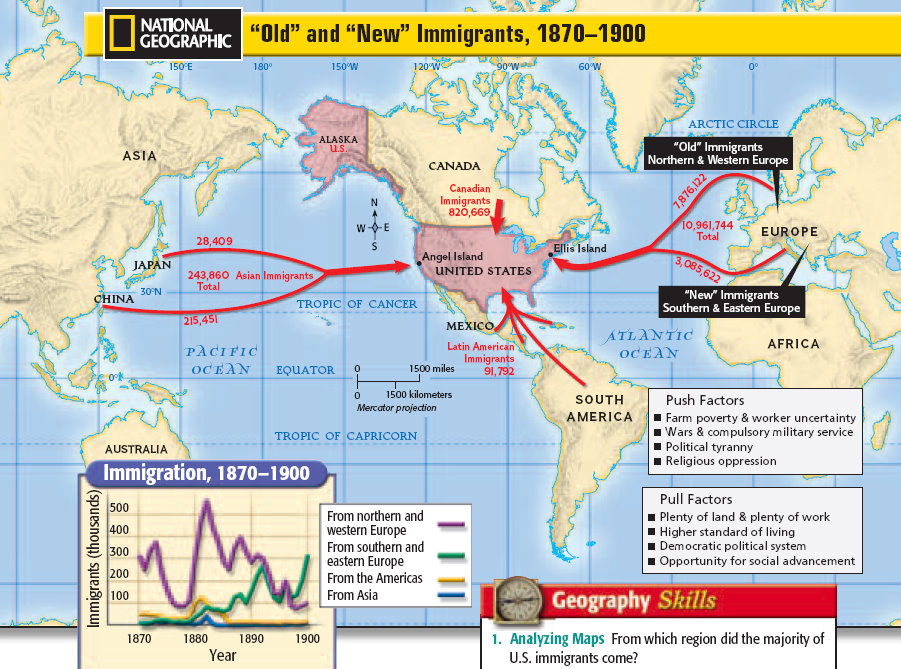 NATIONAL
GEOGRAPHIC
“Old” and “New” Immigrants, 1870–1900
150°E
180°
150°W
120°W
90°W
60°W
0°
ARCTIC CIRCLE
ASIA
ALASKA
U.S.
CANADA
“Old” Immigrants
Northern & Western Europe
Canadian
Immigrants
820,669
7,876,122
N
W
E
S
10,961,744
Total
EUROPE
28,409
Angel Island
Ellis Island
UNITED STATES
JAPAN
243,860
Total
Asian Immigrants
3,085,622
30°N
CHINA
“New” Immigrants
Southern & Eastern Europe
TROPIC OF CANCER
215,451
MEXICO
ATLANTIC
OCEAN
AFRICA
Latin American
Immigrants
91,792
PACIFIC
OCEAN
EQUATOR
0
1500 miles
0
1500 kilometers
Mercator projection
0°
SOUTH
AMERICA
TROPIC OF CAPRICORN
AUSTRALIA
Push Factors
■ Farm poverty & worker uncertainty
■ Wars & compulsory military service
■ Political tyranny
■ Religious oppression
Pull Factors
■ Plenty of land & plenty of work
■ Higher standard of living
■ Democratic political system
■ Opportunity for social advancement
Immigration, 1870–1900
Immigrants (thousands)
500
400
300
200
100
1870
1880
1890
1900
Year
From northern and
western Europe
From southern and
eastern Europe
From the Americas
From Asia
Geography Skills
1. Analyzing Maps From which region did the majority of
U.S. immigrants come?